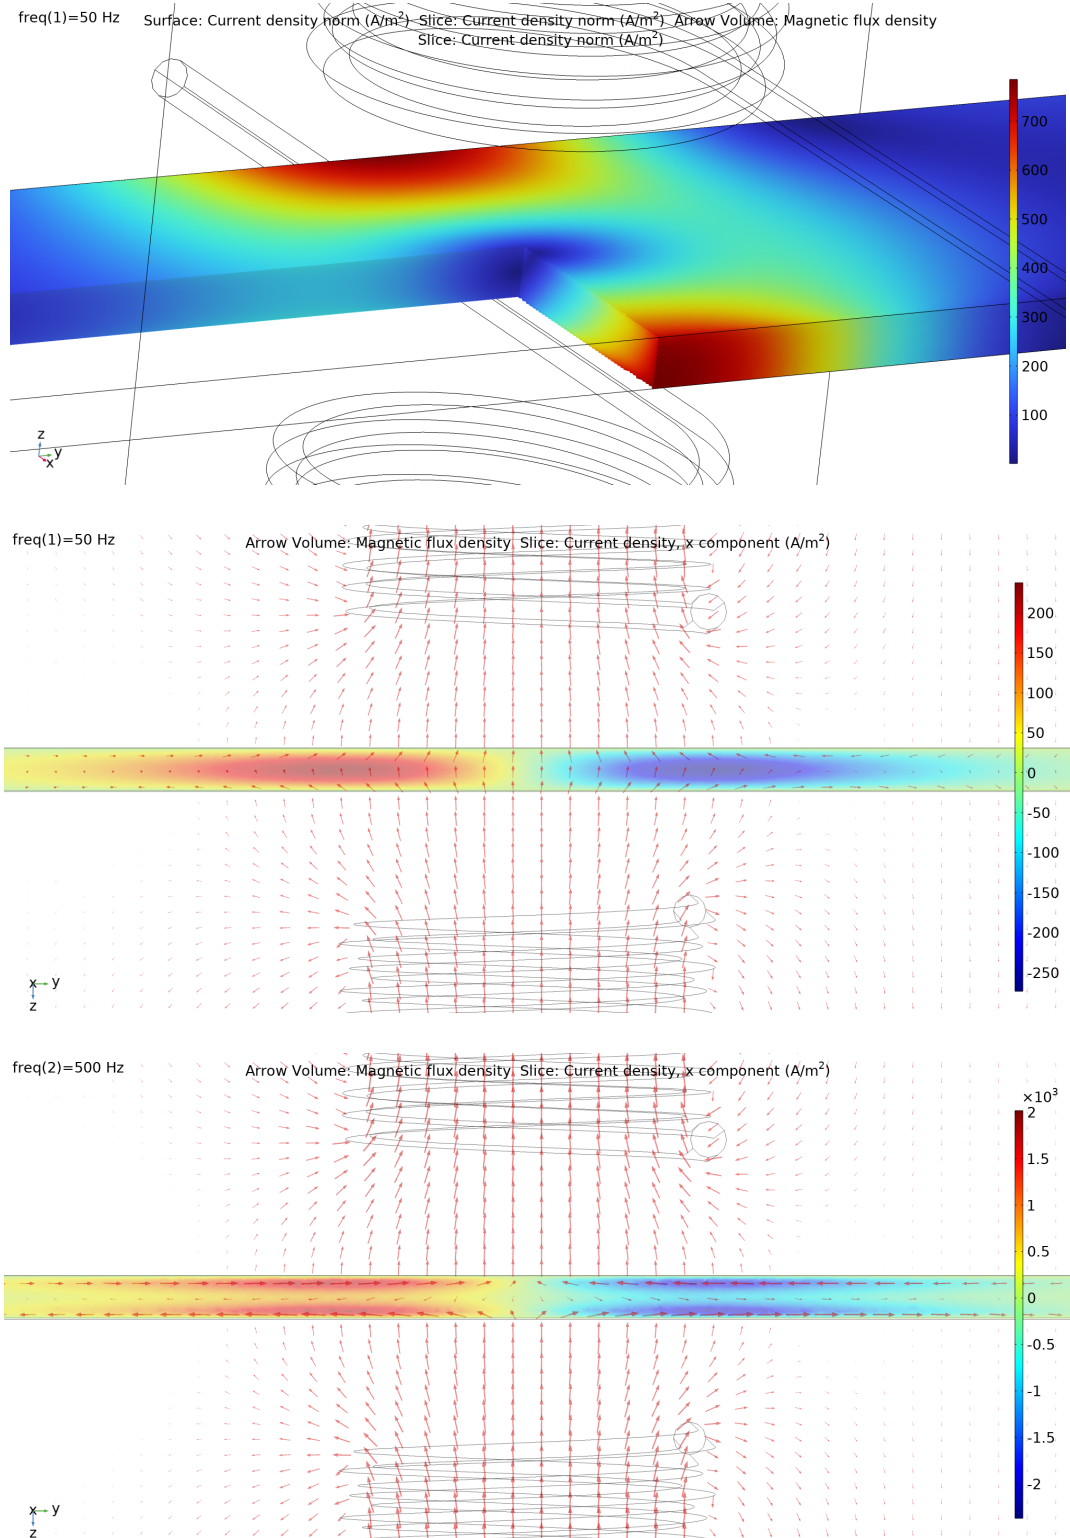 freq(1)=50 Hz
Surface: Current density norm (A/m²) Slice: Current density norm (A/m²) Arrow Volume: Magnetic flux density
Slice: Current density norm (A/m²)
700
600
500
400
300
200
100
z
y
x
freq(1)=50 Hz
Arrow Volume: Magnetic flux density Slice: Current density, x component (A/m²)
200
150
100
50
0
-50
-100
-150
-200
-250
x y
z
freq(2)=500 Hz
Arrow Volume: Magnetic flux density Slice: Current density, x component (A/m²)
×10³
2
1.5
1
0.5
0
-0.5
-1
-1.5
-2
x y
z